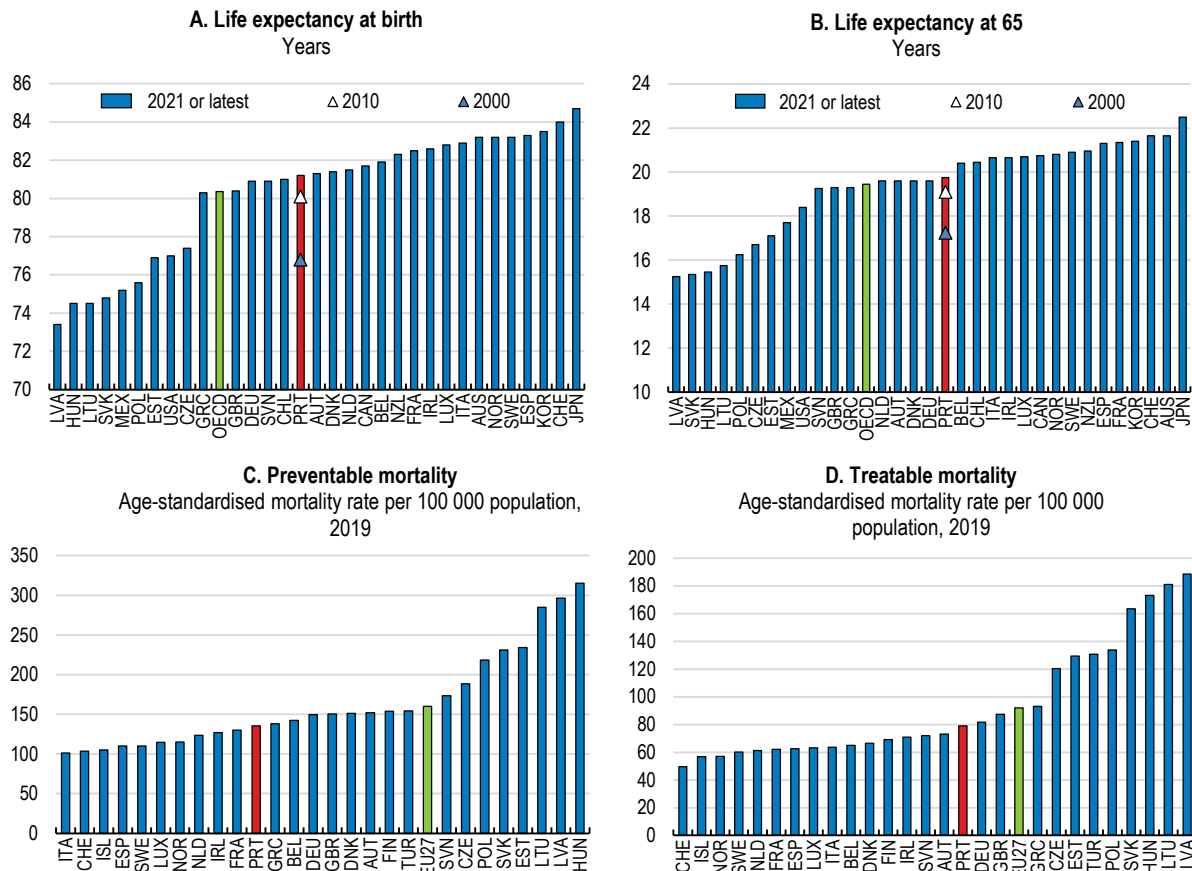 A. Life expectancy at birth
Years
86
84
82
80
78
76
74
72
70
2021 or latest
2010
2000
LVA
HUN
LTU
SVK
MEX
POL
EST
USA
CZE
GRC
OECD
GBR
DEU
SVN
CHL
PRT
AUT
DNK
NLD
CAN
BEL
NZL
FRA
IRL
LUX
ITA
AUS
NOR
SWE
ESP
KOR
CHE
JPN
B. Life expectancy at 65
Years
24
22
20
18
16
14
12
10
2021 or latest
2010
2000
LVA
SVK
HUN
LTU
POL
CZE
EST
MEX
USA
SVN
GBR
GRC
OECD
NLD
AUT
DNK
DEU
PRT
BEL
CHL
ITA
IRL
LUX
CAN
NOR
SWE
NZL
ESP
FRA
KOR
CHE
AUS
JPN
C. Preventable mortality
Age-standardised mortality rate per 100 000 population,
2019
350
300
250
200
150
100
50
0
ITA
CHE
ISL
ESP
SWE
LUX
NOR
NLD
IRL
FRA
PRT
GRC
BEL
DEU
GBR
DNK
AUT
FIN
TUR
EU27
SVN
CZE
POL
SVK
EST
LTU
LVA
HUN
D. Treatable mortality
Age-standardised mortality rate per 100 000
population, 2019
200
180
160
140
120
100
80
60
40
20
0
CHE
ISL
NOR
SWE
NLD
FRA
ESP
LUX
ITA
BEL
DNK
FIN
IRL
SVN
AUT
PRT
DEU
GBR
EU27
GRC
CZE
EST
TUR
POL
SVK
HUN
LTU
LVA